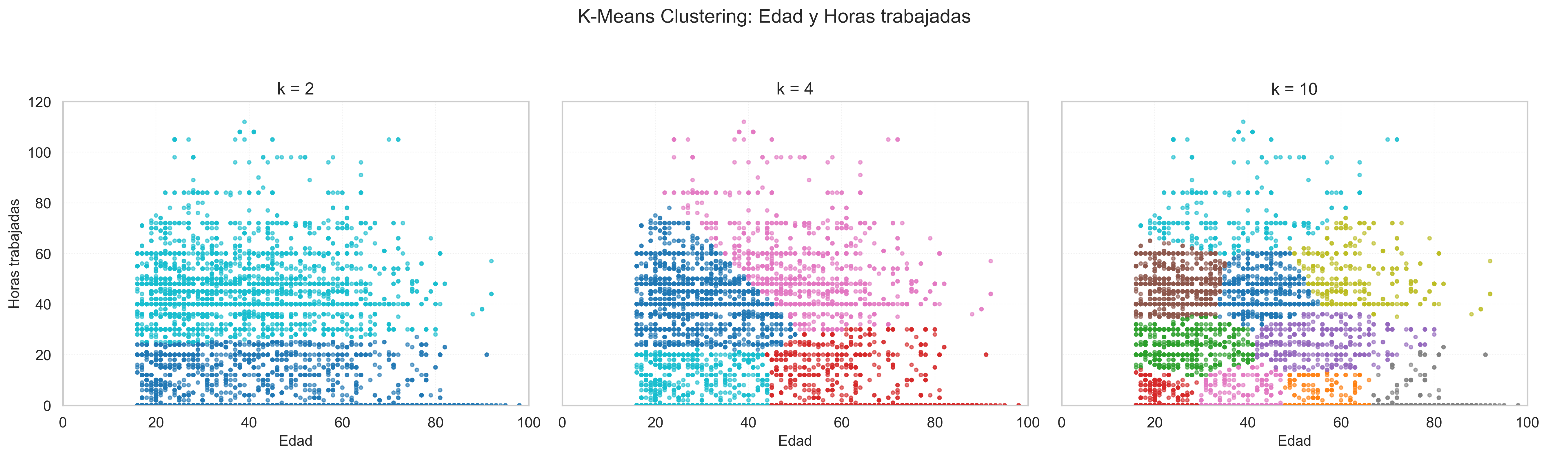 K-Means Clustering: Edad y Horas trabajadas
k = 2
k = 4
k = 10
Horas trabajadas
120
100
80
60
40
20
0
0 20 40 60 80 100
0 20 40 60 80 100
20 40 60 80 100
Edad
Edad
Edad